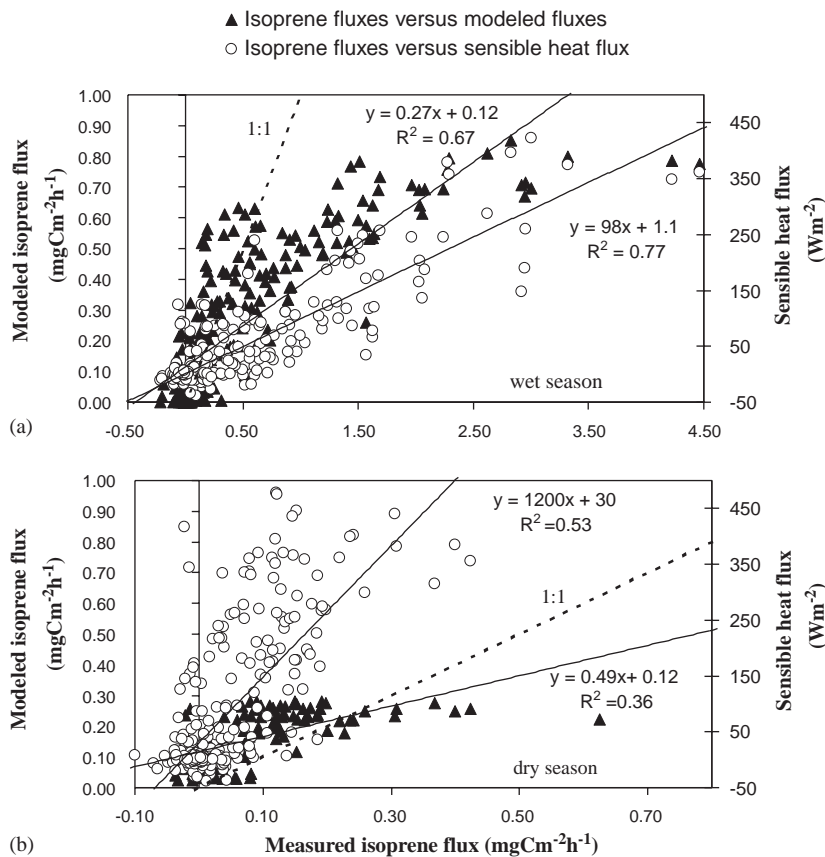 Isoprene fluxes versus modeled fluxes
Isoprene fluxes versus sensible heat flux
Modeled isoprene flux
(mgCm-2h-1)
1.00
0.90
0.80
0.70
0.60
0.50
0.40
0.30
0.20
0.10
0.00
1:1
y = 0.27x + 0.12
R2 = 0.67
y = 98x + 1.1
R2 = 0.77
wet season
450
350
250
150
50
-50
Sensible heat flux
(Wm-2)
(a)
-0.50 0.50 1.50 2.50 3.50 4.50
Modeled isoprene flux
(mgCm-2h-1)
1.00
0.90
0.80
0.70
0.60
0.50
0.40
0.30
0.20
0.10
0.00
y = 1200x + 30
R2 =0.53
1:1
y = 0.49x+ 0.12
R2 =0.36
dry season
450
350
250
150
50
-50
Sensible heat flux
(Wm-2)
-0.10 0.10 0.30 0.50 0.70
(b)
Measured isoprene flux (mgCm-2h-1)